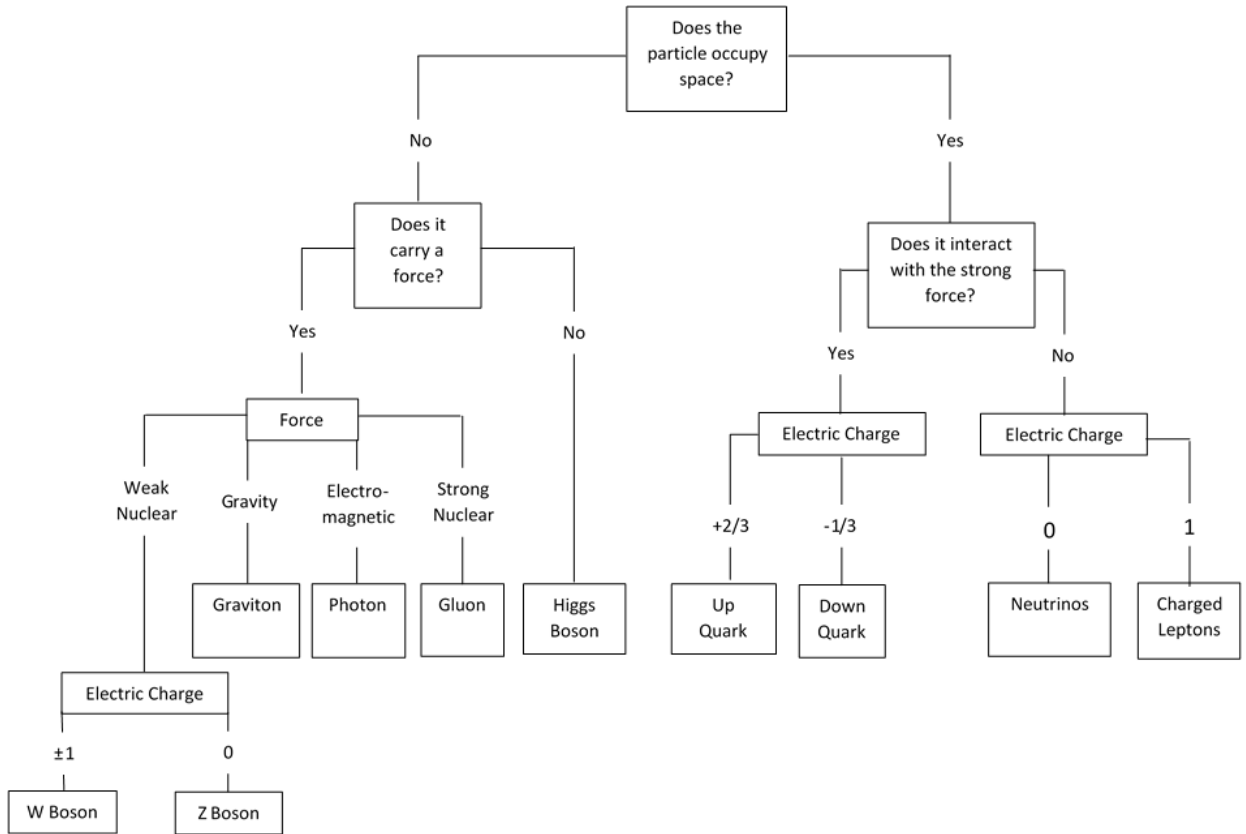 Does the
particle occupy
space?
No
Yes
Does it
carry a
force?
Does it interact
with the strong
force?
Yes
No
Yes
No
Force
Electric Charge
Electric Charge
Weak
Nuclear
Gravity
Electro-
magnetic
Strong
Nuclear
+2/3
-1/3
0
1
Graviton
Photon
Gluon
Higgs
Boson
Up
Quark
Down
Quark
Neutrinos
Charged
Leptons
Electric Charge
±1
0
W Boson
Z Boson